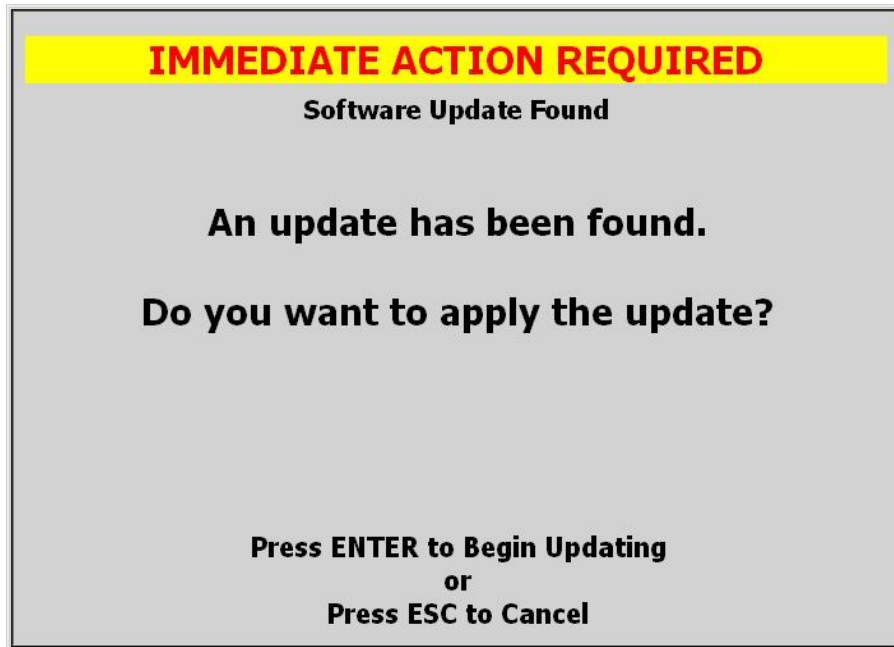 IMMEDIATE ACTION REQUIRED
Software Update Found
An update has been found.
Do you want to apply the update?
Press ENTER to Begin Updating
or
Press ESC to Cancel